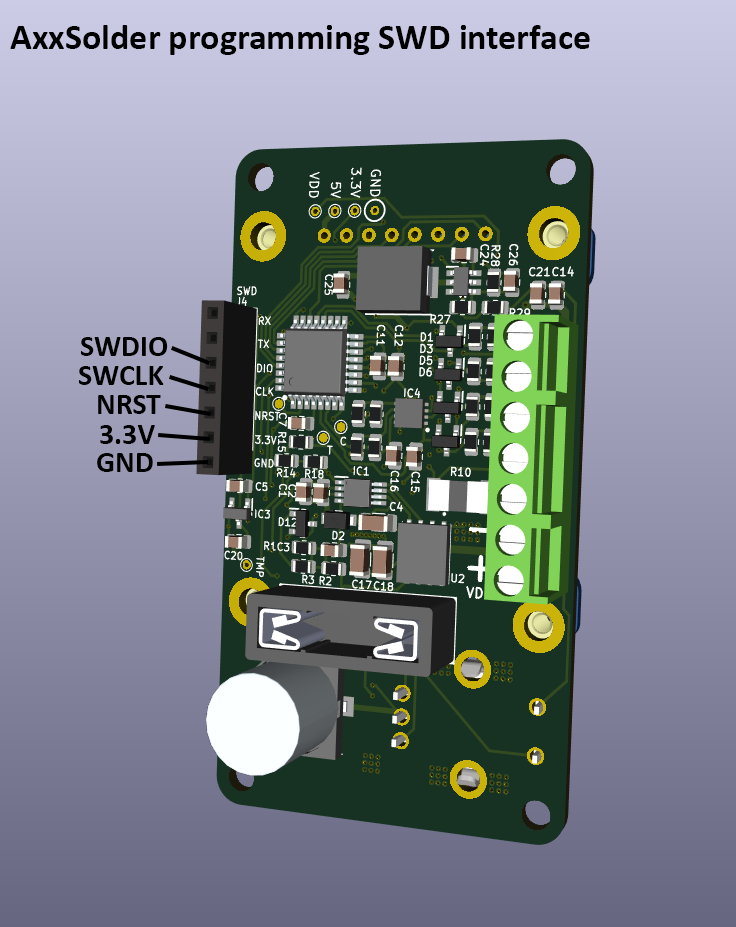 AxxSolder programming SWD interface
VDD
5V
3.3V
GND
C24
R28
C26
C21 C14
C25
SWD
J4
RX
TX
DIO
CLK
NRST
3.3V
GND
SWDIO
SWCLK
NRST
3.3V
GND
R27
R29
C11
C12
D1
D3
D5
D6
IC4
C7
R15
T
C
R14
R18
IC1
C16
C15
R10
C5
C1
C2
IC3
D12
D2
C4
C20
R1
C3
R3
R2
C17
C18
U2
TMP
-
+
VD